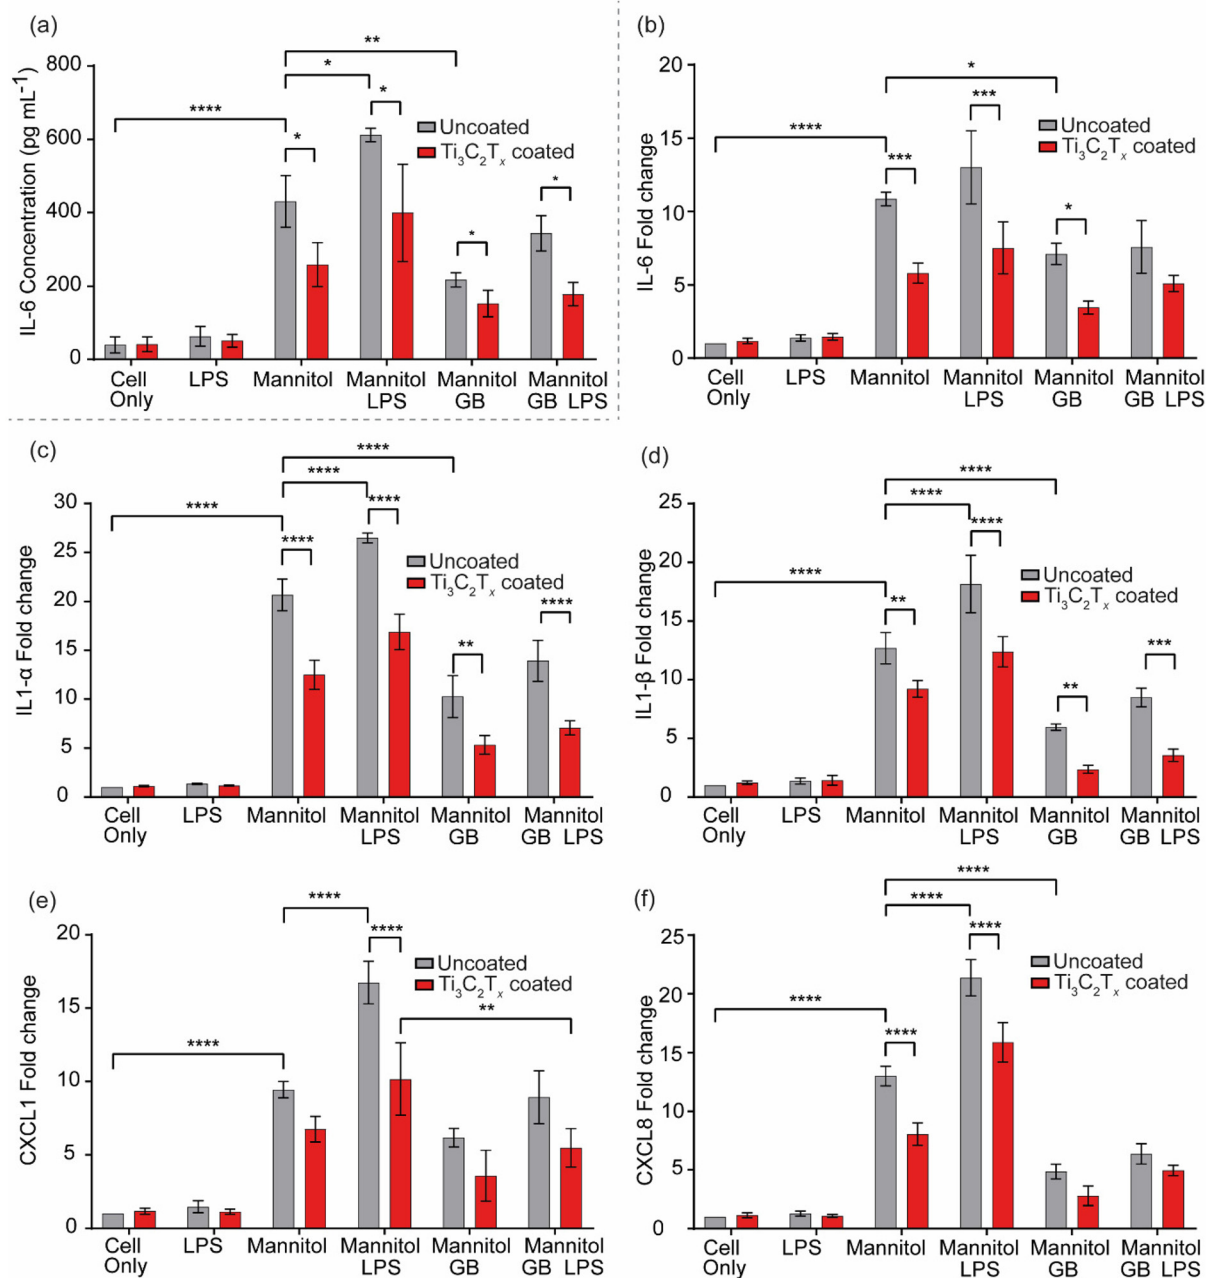 (a)
**
*
*
****
*
*
*
800
600
400
200
0
IL-6 Concentration (pg mL⁻¹)
Uncoated
Ti₃C₂Tₓ coated
Cell Only
LPS
Mannitol
Mannitol LPS
Mannitol GB
Mannitol GB LPS
(b)
*
***
****
***
*
20
15
10
5
0
IL-6 Fold change
Uncoated
Ti₃C₂Tₓ coated
Cell Only
LPS
Mannitol
Mannitol LPS
Mannitol GB
Mannitol GB LPS
(c)
****
****
****
****
****
****
**
30
25
20
15
10
5
0
IL1-α Fold change
Uncoated
Ti₃C₂Tₓ coated
Cell Only
LPS
Mannitol
Mannitol LPS
Mannitol GB
Mannitol GB LPS
(d)
****
****
****
****
**
***
**
25
20
15
10
5
0
IL1-β Fold change
Uncoated
Ti₃C₂Tₓ coated
Cell Only
LPS
Mannitol
Mannitol LPS
Mannitol GB
Mannitol GB LPS
(e)
****
****
**
****
20
15
10
5
0
CXCL1 Fold change
Uncoated
Ti₃C₂Tₓ coated
Cell Only
LPS
Mannitol
Mannitol LPS
Mannitol GB
Mannitol GB LPS
(f)
****
****
****
****
****
25
20
15
10
5
0
CXCL8 Fold change
Uncoated
Ti₃C₂Tₓ coated
Cell Only
LPS
Mannitol
Mannitol LPS
Mannitol GB
Mannitol GB LPS